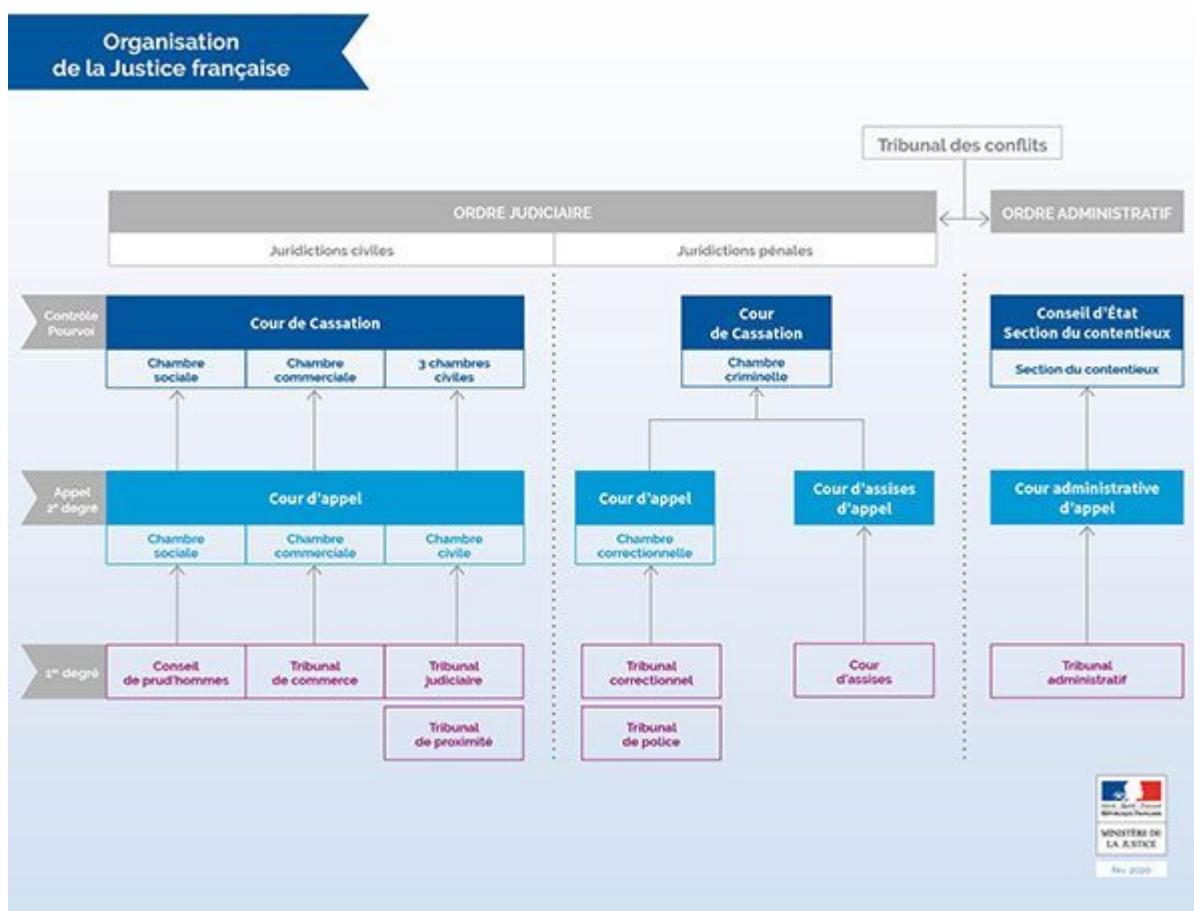 Organisation
de la Justice française
Tribunal des conflits
ORDRE JUDICIAIRE
ORDRE ADMINISTRATIF
Juridictions civiles
Juridictions pénales
Contrôle
Pourvoi
Cour de Cassation
Chambre
sociale
Chambre
commerciale
3 chambres
civiles
Cour
de Cassation
Chambre
criminelle
Conseil d'État
Section du contentieux
Section du contentieux
Appel
2e degré
Cour d'appel
Chambre
sociale
Chambre
commerciale
Chambre
civile
Cour d'appel
Chambre
correctionnelle
Cour d'assises
d'appel
Cour administrative
d'appel
1er degré
Conseil
de prud'hommes
Tribunal
de commerce
Tribunal
judiciaire
Tribunal
de proximité
Tribunal
correctionnel
Tribunal
de police
Cour
d'assises
Tribunal
administratif
MINISTÈRE DE
LA JUSTICE
2020